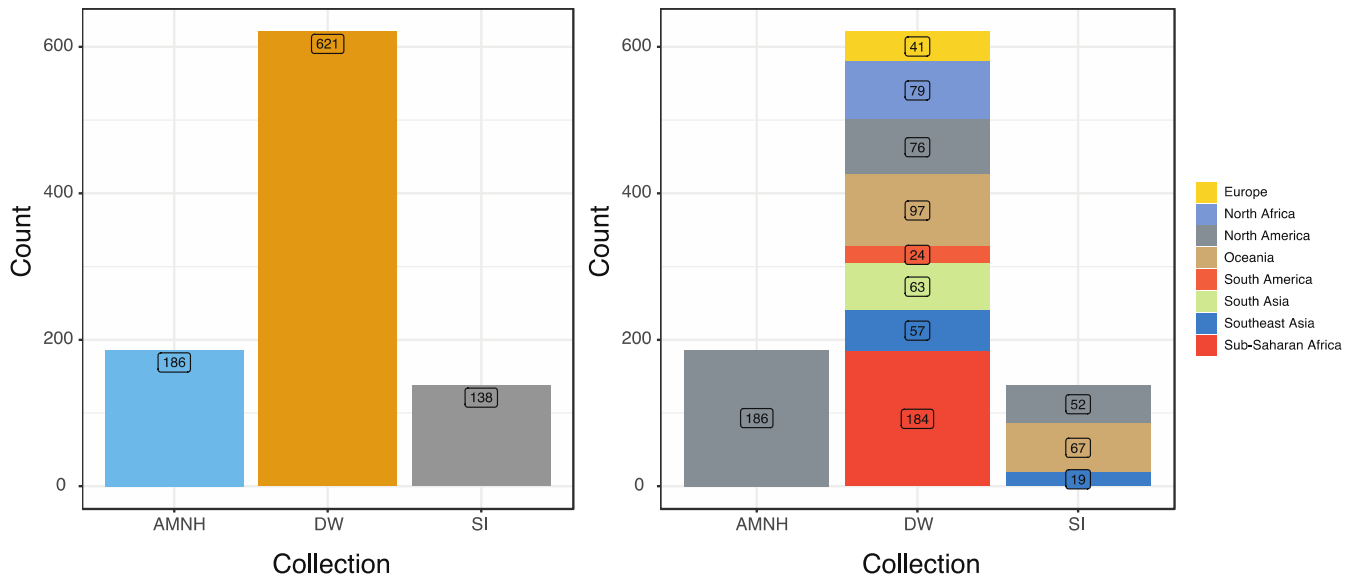 600
400
200
0
Count
621
186
138
AMNH DW SI
Collection
600
400
200
0
Count
41
79
76
97
24
63
57
184
186
52
67
19
AMNH DW SI
Collection
Europe
North Africa
North America
Oceania
South America
South Asia
Southeast Asia
Sub-Saharan Africa